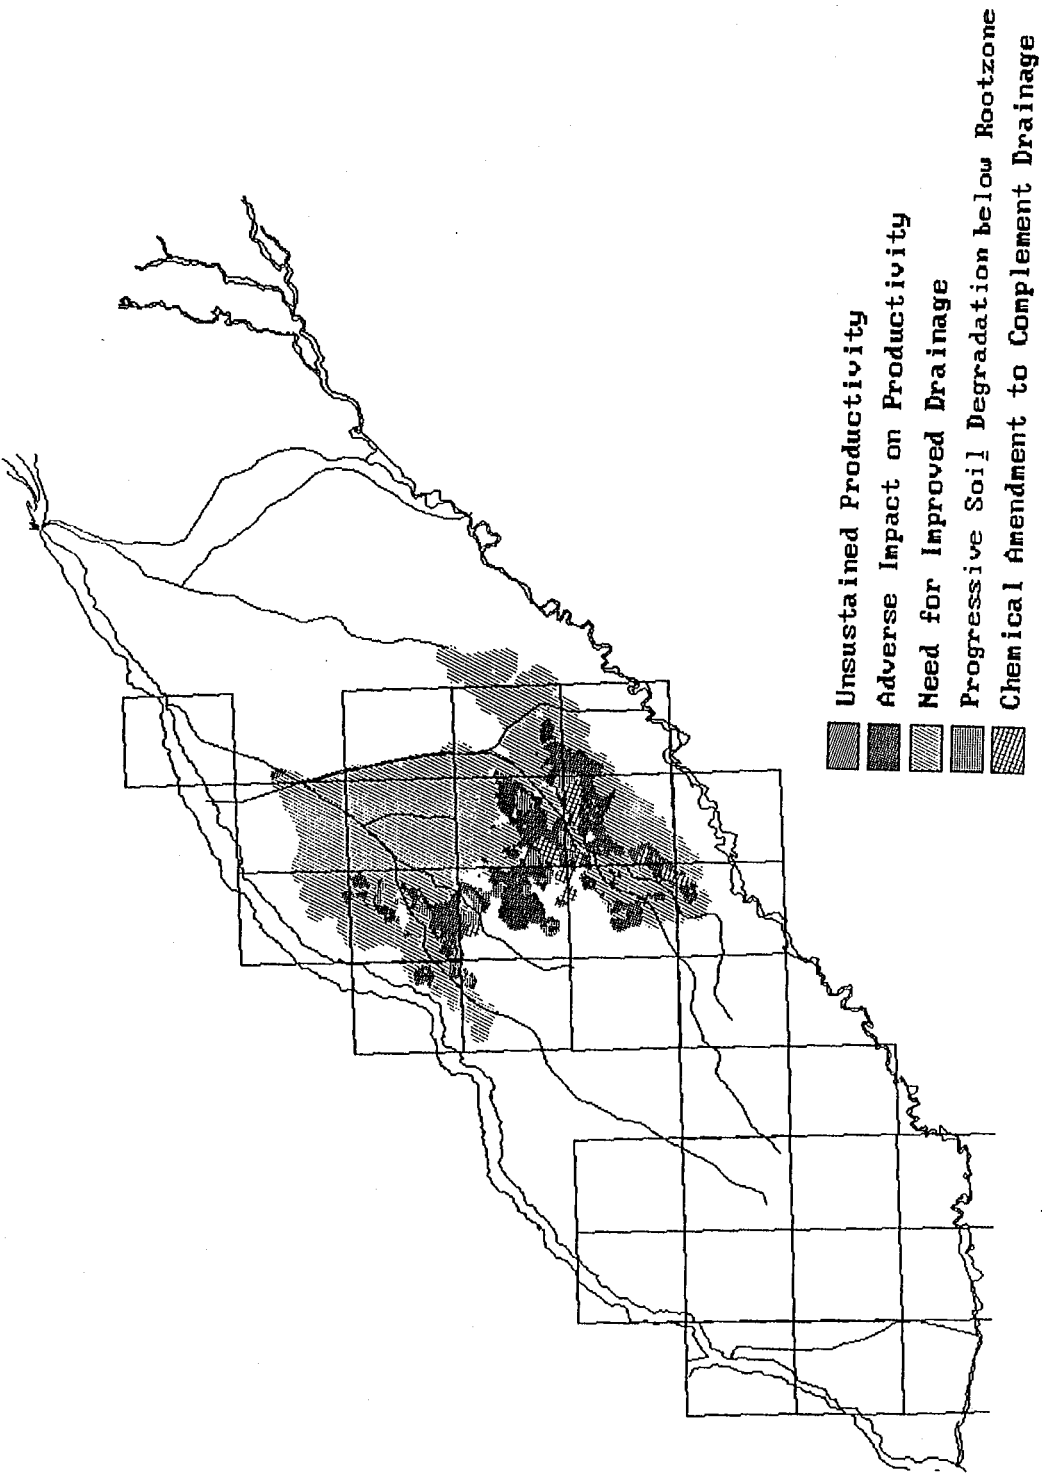 Unsustained Productivity
Adverse Impact on Productivity
Need for Improved Drainage
Progressive Soil Degradation below Rootzone
Chemical Amendment to Complement Drainage